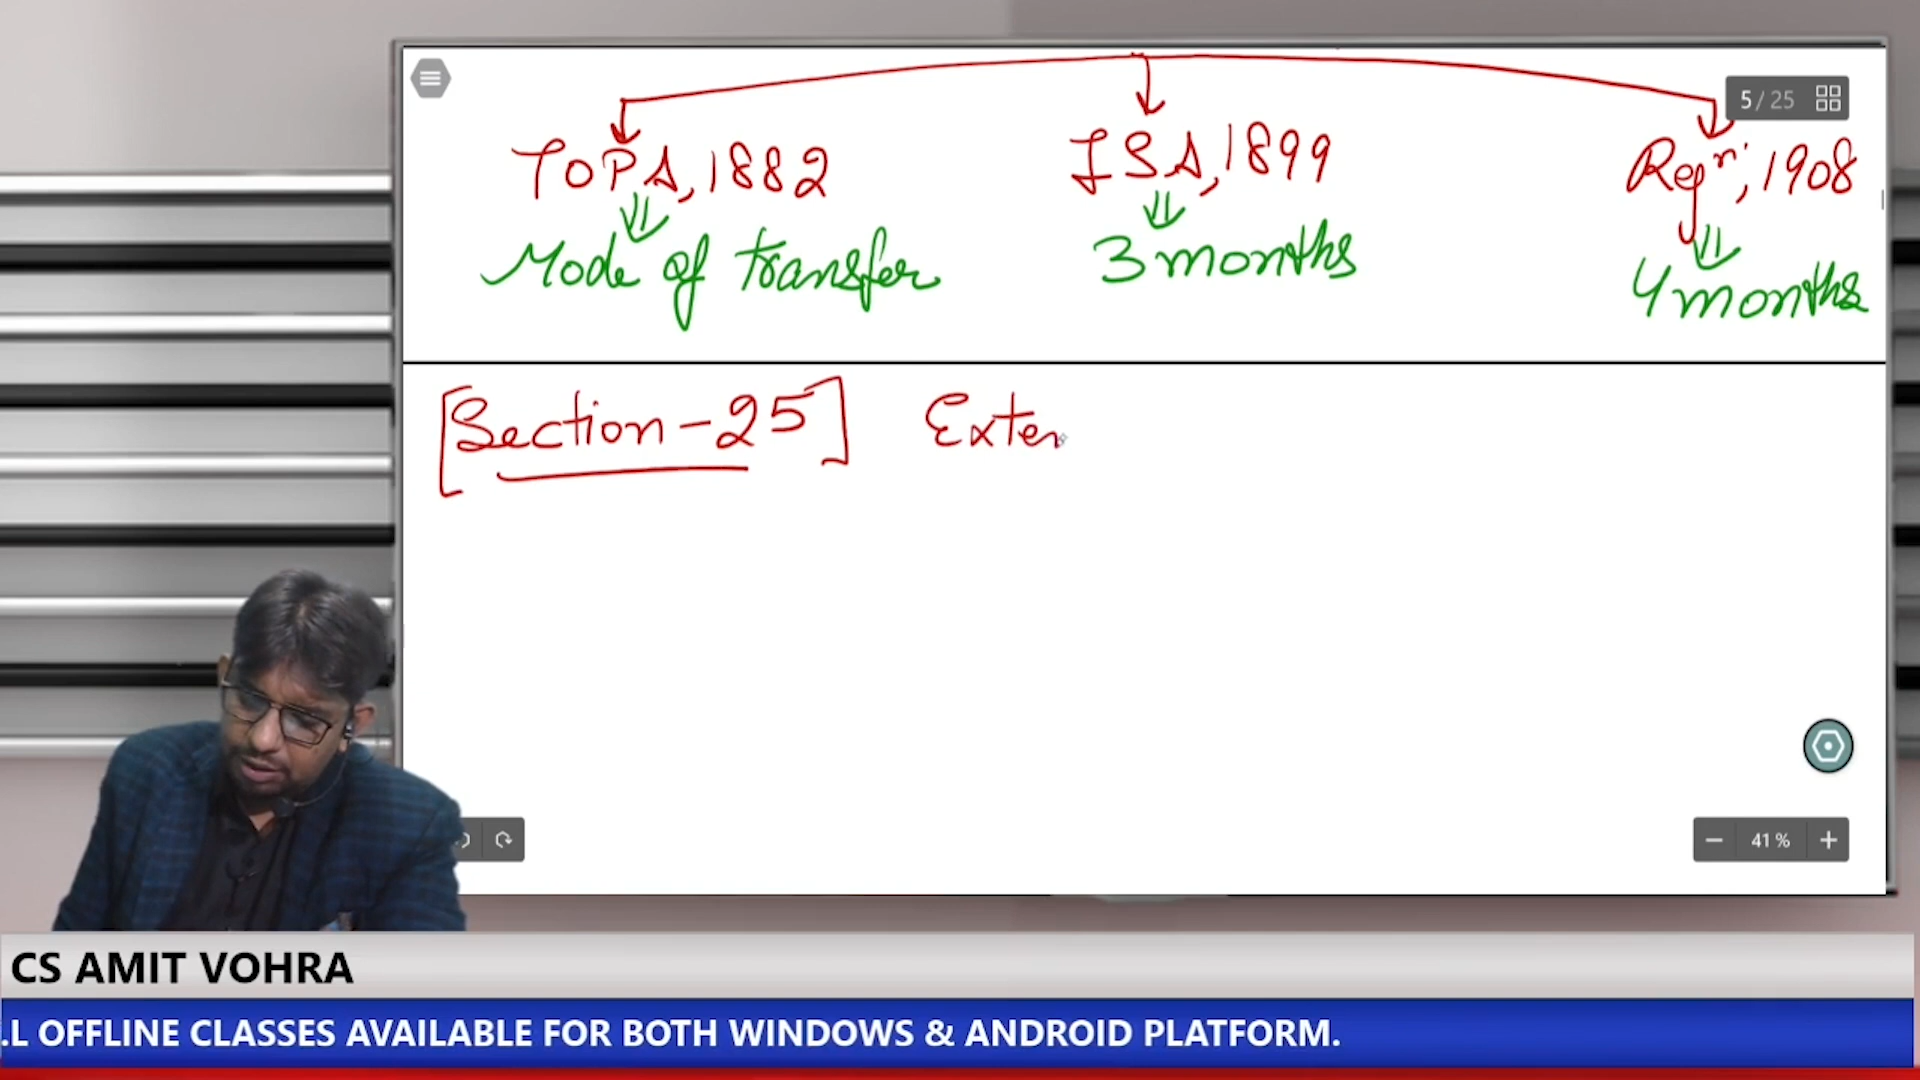 5 / 25
TOPA, 1882
ISA, 1899
Regn., 1908
Mode of transfer
3 months
4 months
[Section - 25] Exten
41 %
CS AMIT VOHRA
.L OFFLINE CLASSES AVAILABLE FOR BOTH WINDOWS & ANDROID PLATFORM.